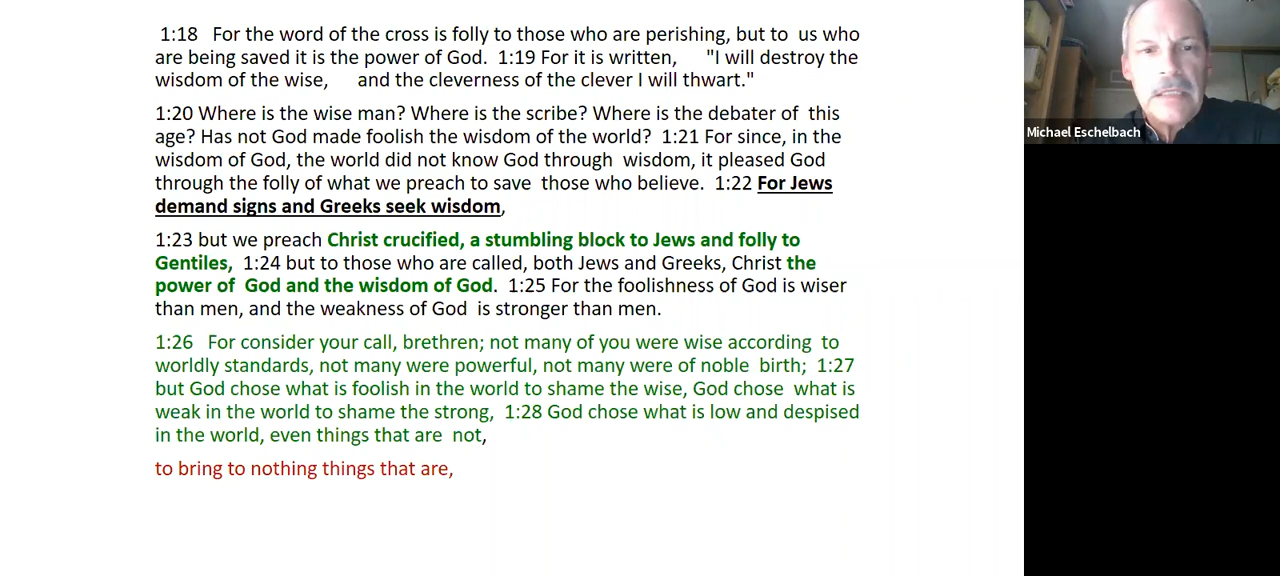 1:18 For the word of the cross is folly to those who are perishing, but to us who
are being saved it is the power of God. 1:19 For it is written, "I will destroy the
wisdom of the wise, and the cleverness of the clever I will thwart."
1:20 Where is the wise man? Where is the scribe? Where is the debater of this
age? Has not God made foolish the wisdom of the world? 1:21 For since, in the
wisdom of God, the world did not know God through wisdom, it pleased God
through the folly of what we preach to save those who believe. 1:22 For Jews
demand signs and Greeks seek wisdom,
1:23 but we preach Christ crucified, a stumbling block to Jews and folly to
Gentiles, 1:24 but to those who are called, both Jews and Greeks, Christ the
power of God and the wisdom of God. 1:25 For the foolishness of God is wiser
than men, and the weakness of God is stronger than men.
1:26 For consider your call, brethren; not many of you were wise according to
worldly standards, not many were powerful, not many were of noble birth; 1:27
but God chose what is foolish in the world to shame the wise, God chose what is
weak in the world to shame the strong, 1:28 God chose what is low and despised
in the world, even things that are not,
to bring to nothing things that are,
Michael Eschelbach